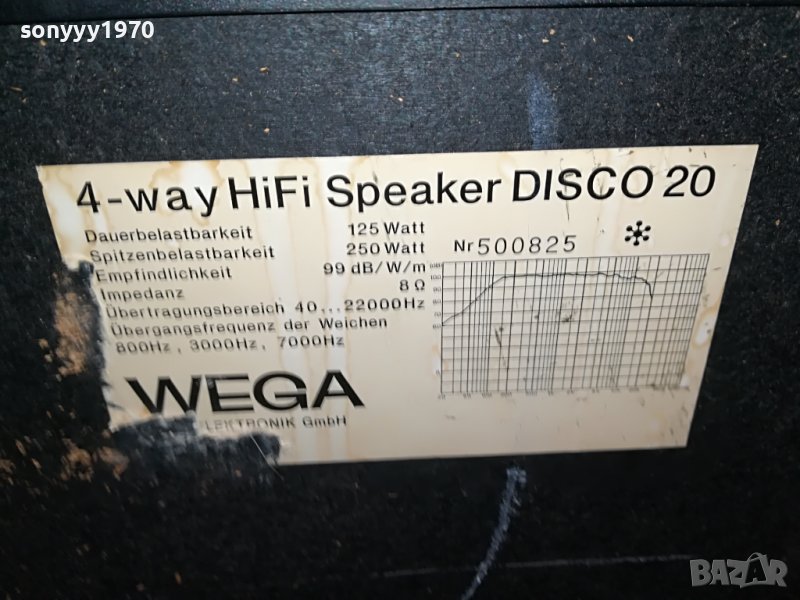 sonyyy1970
4-way HiFi Speaker DISCO 20
Dauerbelastbarkeit 125 Watt
Spitzenbelastbarkeit 250 Watt Nr 500825
Empfindlichkeit 99 dB/W/m
Impedanz 8 Ω
Übertragungsbereich 40...22000Hz
Übergangsfrequenz der Weichen
800Hz, 3000Hz, 7000Hz
WEGA
ELEKTRONIK GmbH
BAZAR